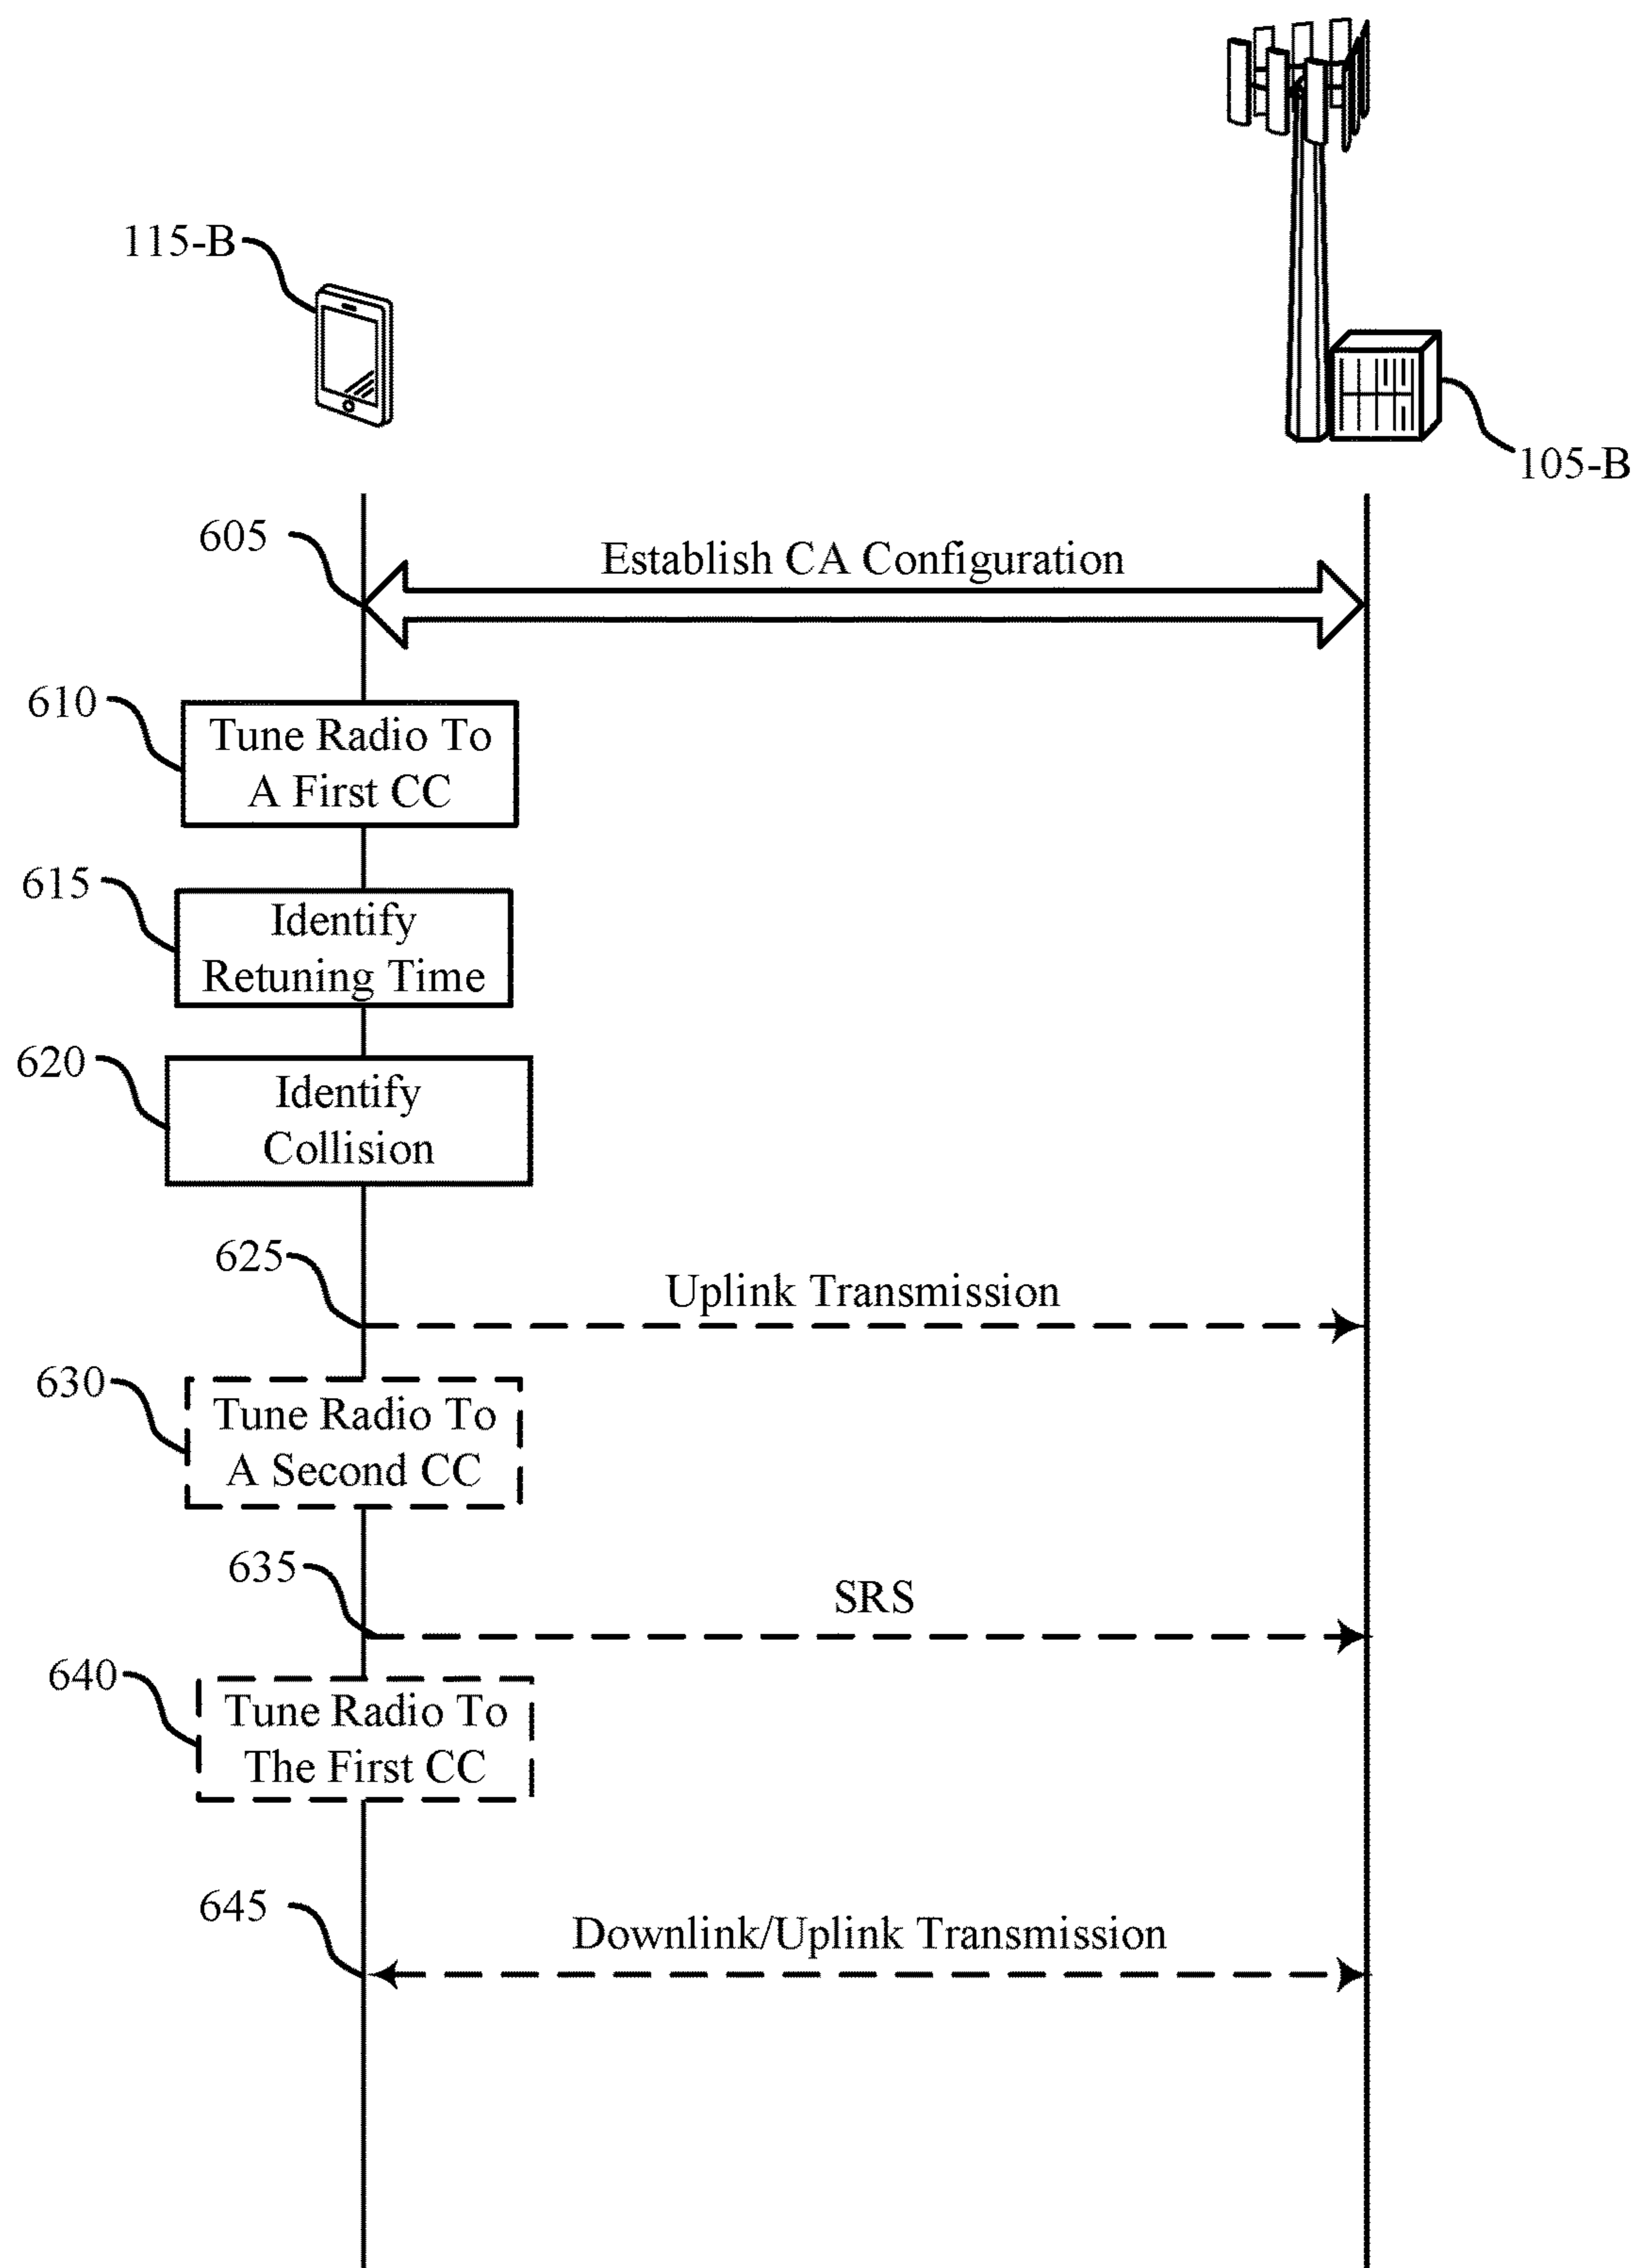 115-B
105-B
605
Establish CA Configuration
610
Tune Radio To
A First CC
615
Identify
Retuning Time
620
Identify
Collision
625
Uplink Transmission
630
Tune Radio To
A Second CC
635
SRS
640
Tune Radio To
The First CC
645
Downlink/Uplink Transmission